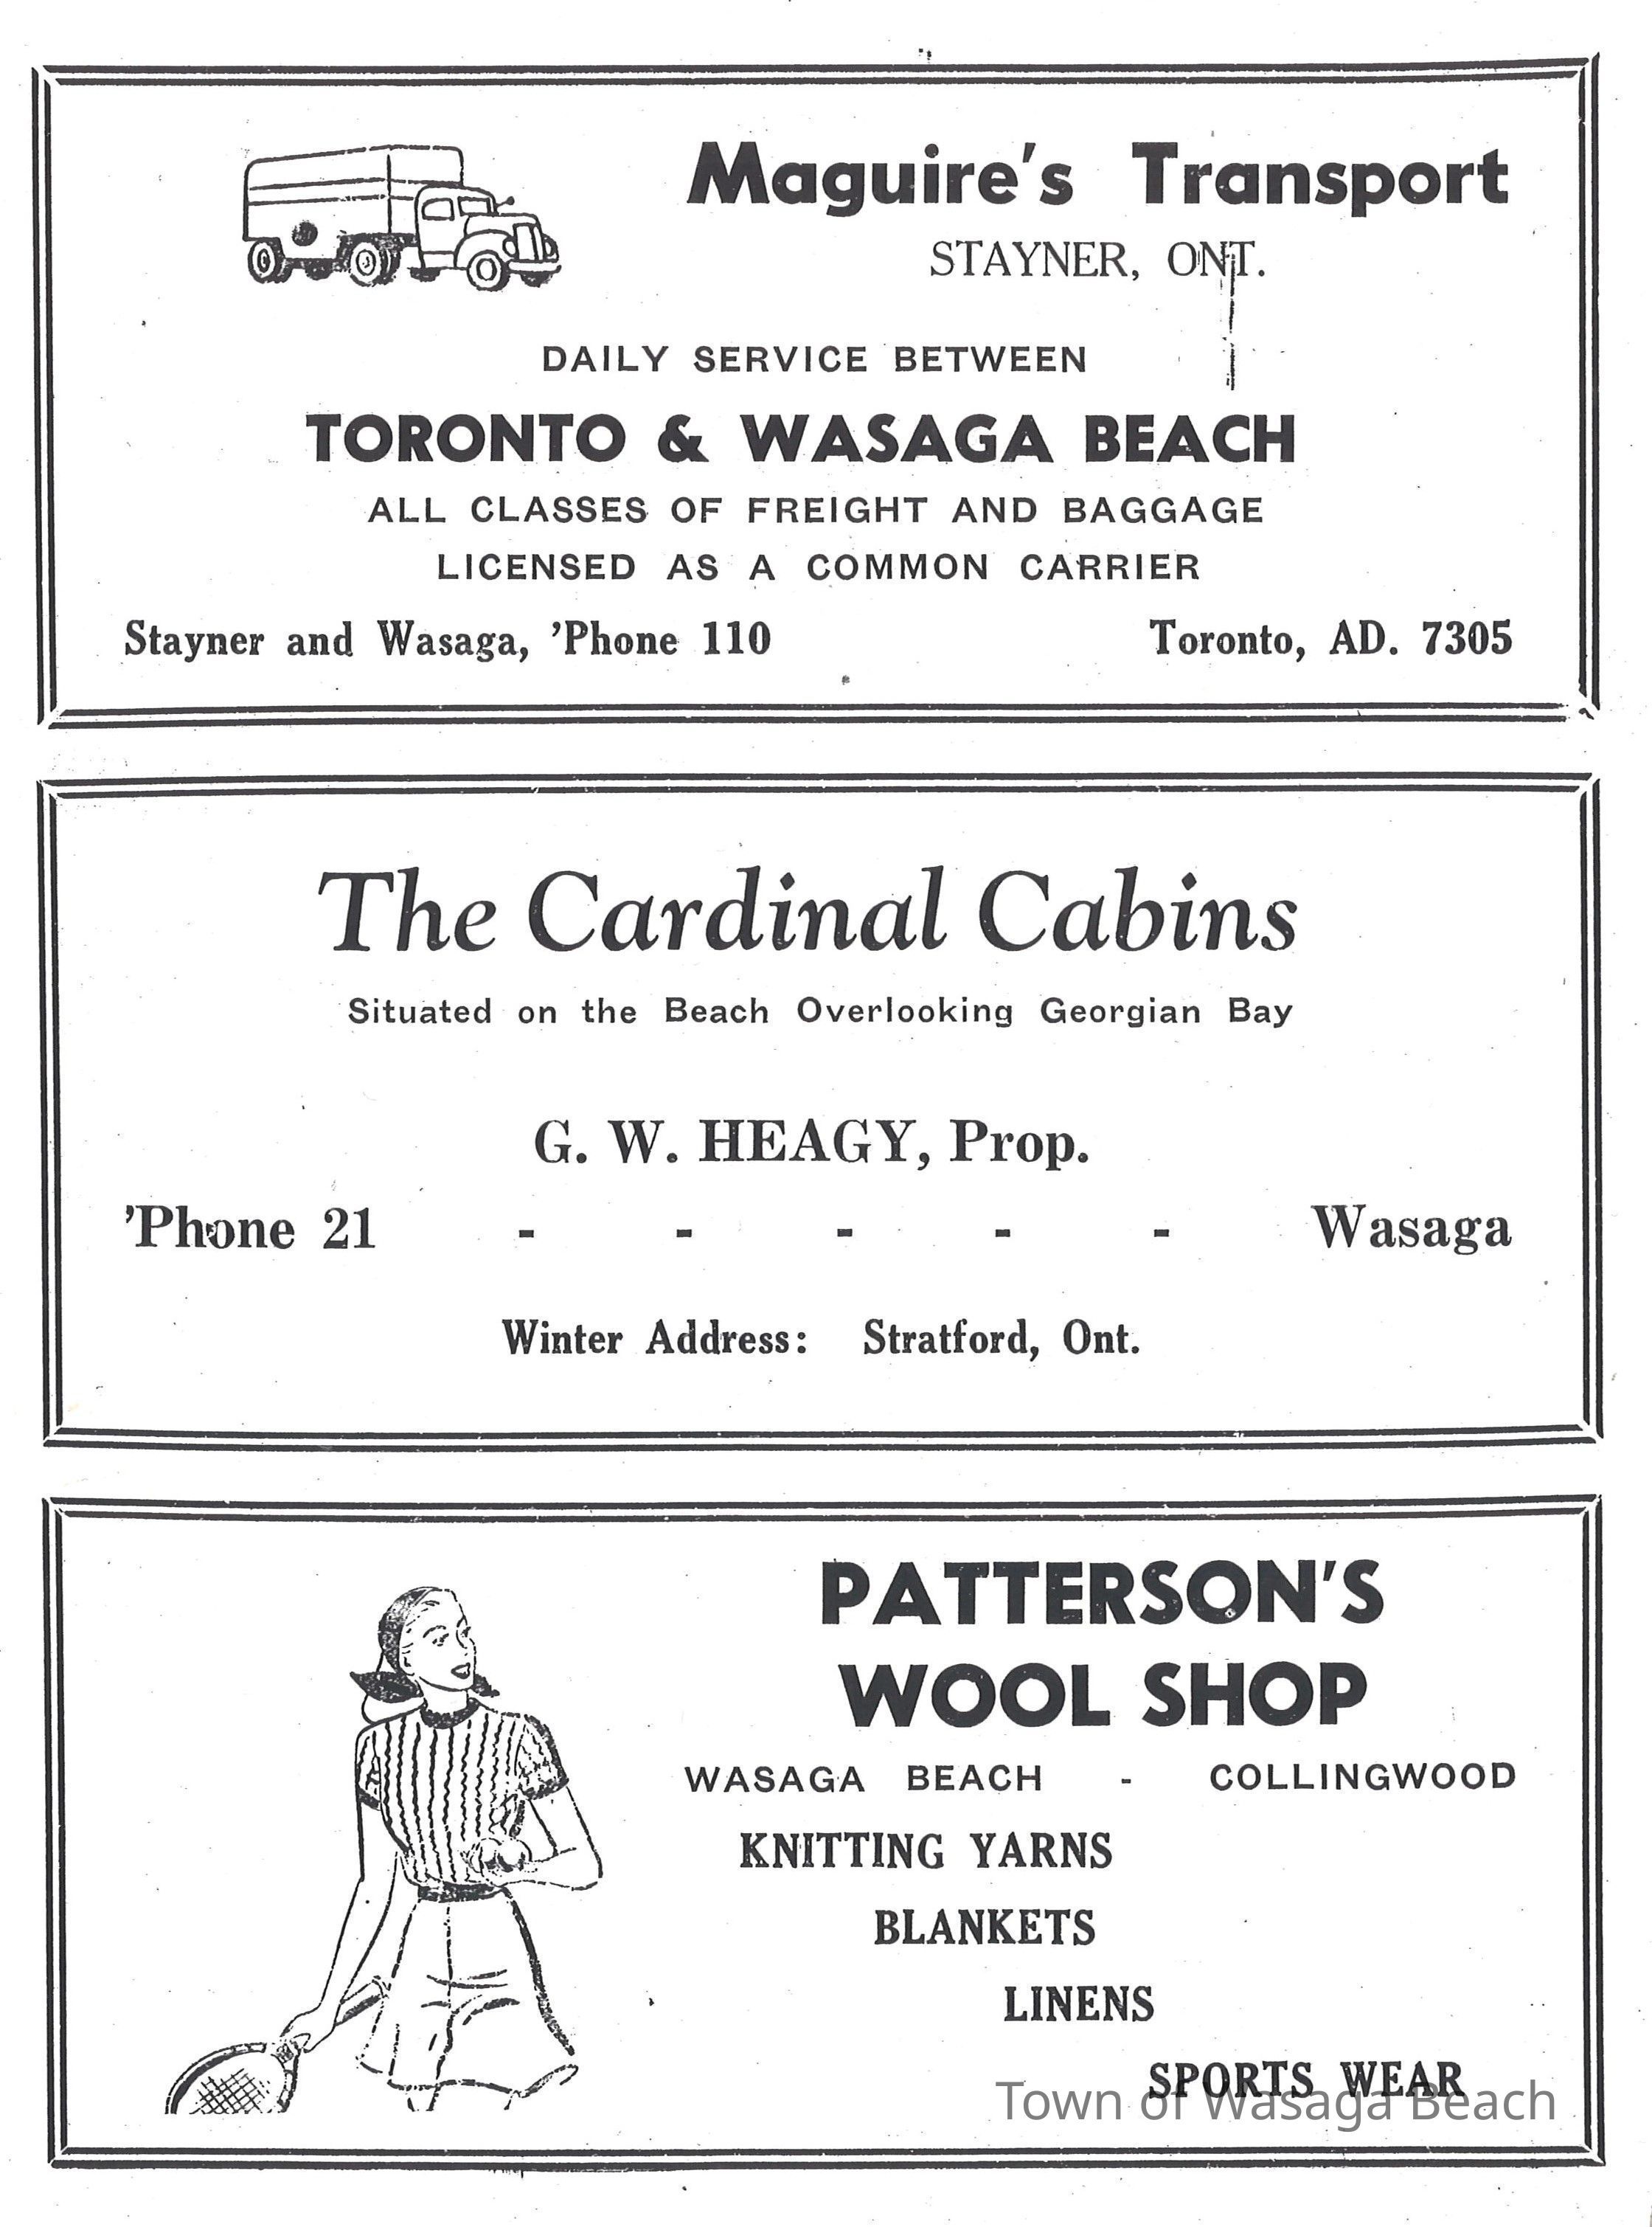 Maguire's Transport
STAYNER, ONT.
DAILY SERVICE BETWEEN
TORONTO & WASAGA BEACH
ALL CLASSES OF FREIGHT AND BAGGAGE
LICENSED AS A COMMON CARRIER
Stayner and Wasaga, 'Phone 110 Toronto, AD. 7305
The Cardinal Cabins
Situated on the Beach Overlooking Georgian Bay
G. W. HEAGY, Prop.
'Phone 21 - - - - - Wasaga
Winter Address: Stratford, Ont.
PATTERSON'S
WOOL SHOP
WASAGA BEACH - COLLINGWOOD
KNITTING YARNS
BLANKETS
LINENS
SPORTS WEAR
Town of Wasaga Beach